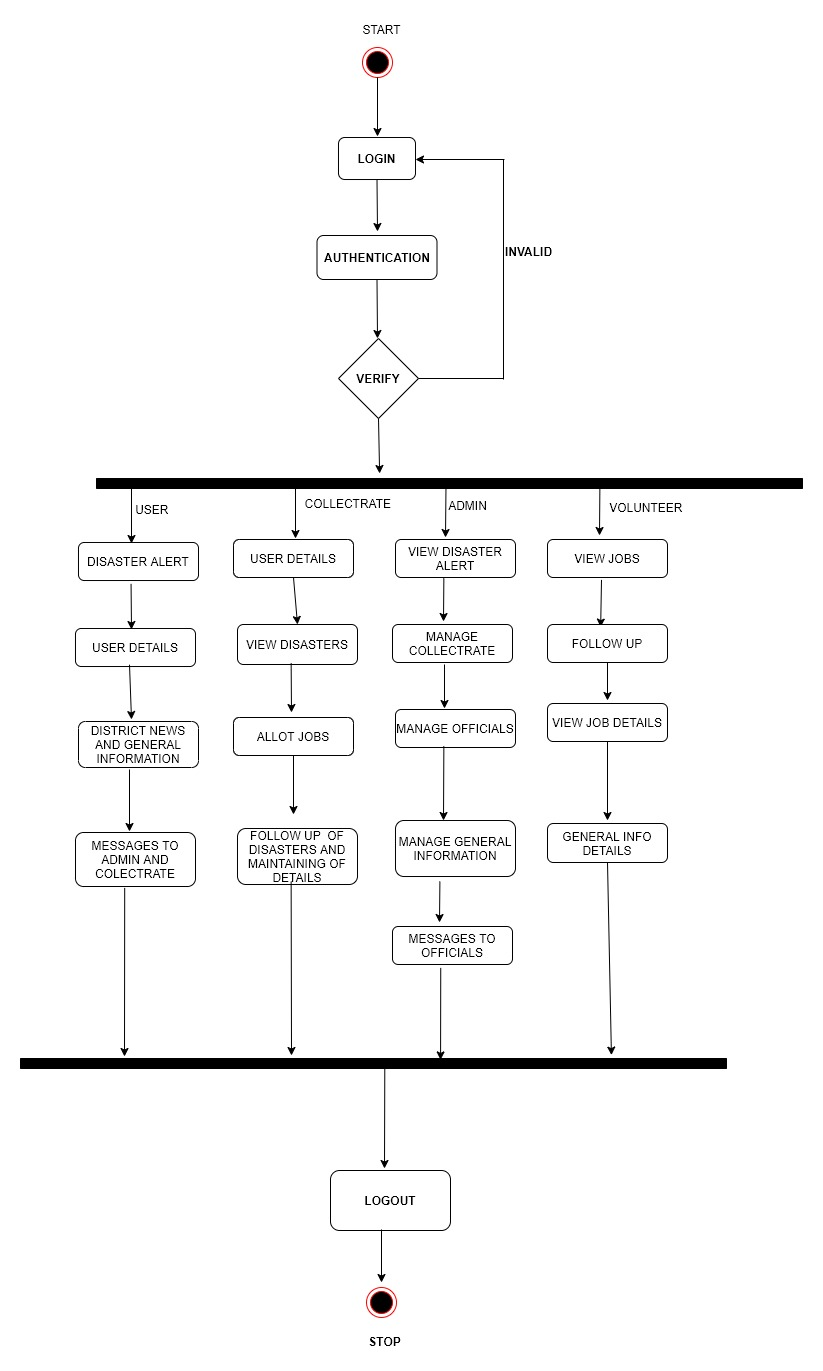 START
LOGIN
AUTHENTICATION
INVALID
VERIFY
USER
COLLECTRATE
ADMIN
VOLUNTEER
DISASTER ALERT
USER DETAILS
DISTRICT NEWS
AND GENERAL
INFORMATION
MESSAGES TO
ADMIN AND
COLECTRATE
USER DETAILS
VIEW DISASTERS
ALLOT JOBS
FOLLOW UP OF
DISASTERS AND
MAINTAINING OF
DETAILS
VIEW DISASTER
ALERT
MANAGE
COLLECTRATE
MANAGE OFFICIALS
MANAGE GENERAL
INFORMATION
MESSAGES TO
OFFICIALS
VIEW JOBS
FOLLOW UP
VIEW JOB DETAILS
GENERAL INFO
DETAILS
LOGOUT
STOP